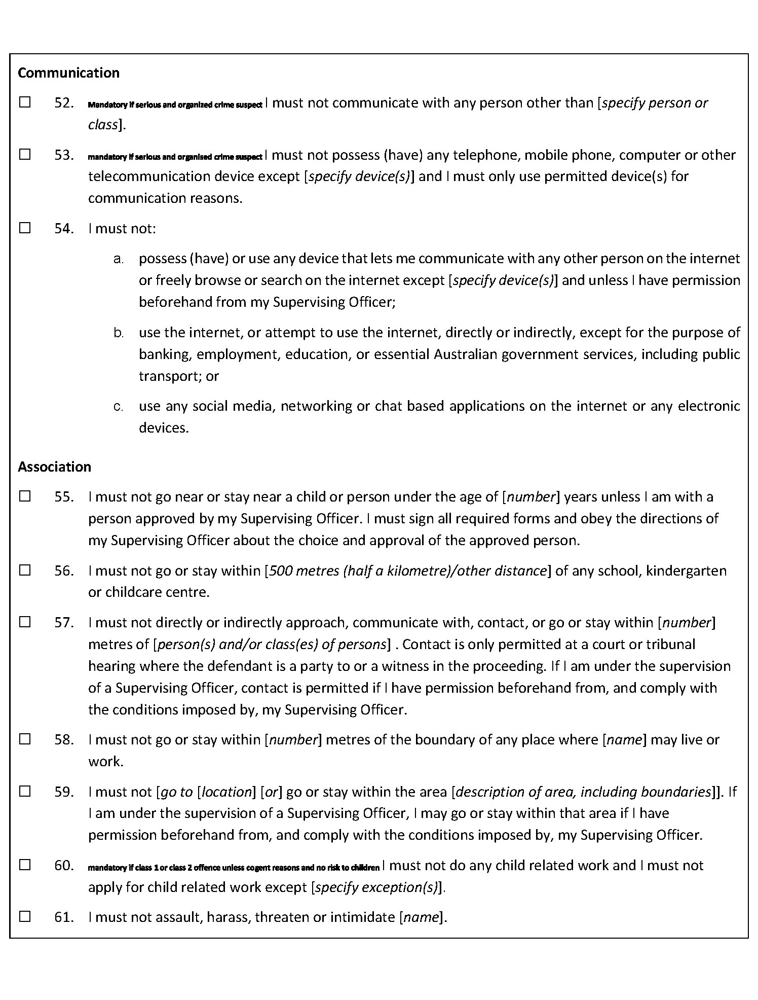 Communication
☐ 52. Mandatory if serious and organized crime suspect I must not communicate with any person other than [specify person or
class].
☐ 53. mandatory if serious and organised crime suspect I must not possess (have) any telephone, mobile phone, computer or other
telecommunication device except [specify device(s)] and I must only use permitted device(s) for
communication reasons.
☐ 54. I must not:
a. possess (have) or use any device that lets me communicate with any other person on the internet
or freely browse or search on the internet except [specify device(s)] and unless I have permission
beforehand from my Supervising Officer;
b. use the internet, or attempt to use the internet, directly or indirectly, except for the purpose of
banking, employment, education, or essential Australian government services, including public
transport; or
c. use any social media, networking or chat based applications on the internet or any electronic
devices.
Association
☐ 55. I must not go near or stay near a child or person under the age of [number] years unless I am with a
person approved by my Supervising Officer. I must sign all required forms and obey the directions of
my Supervising Officer about the choice and approval of the approved person.
☐ 56. I must not go or stay within [500 metres (half a kilometre)/other distance] of any school, kindergarten
or childcare centre.
☐ 57. I must not directly or indirectly approach, communicate with, contact, or go or stay within [number]
metres of [person(s) and/or class(es) of persons] . Contact is only permitted at a court or tribunal
hearing where the defendant is a party to or a witness in the proceeding. If I am under the supervision
of a Supervising Officer, contact is permitted if I have permission beforehand from, and comply with
the conditions imposed by, my Supervising Officer.
☐ 58. I must not go or stay within [number] metres of the boundary of any place where [name] may live or
work.
☐ 59. I must not [go to [location] [or] go or stay within the area [description of area, including boundaries]]. If
I am under the supervision of a Supervising Officer, I may go or stay within that area if I have
permission beforehand from, and comply with the conditions imposed by, my Supervising Officer.
☐ 60. mandatory if class 1 or class 2 offence unless cogent reasons and no risk to children I must not do any child related work and I must not
apply for child related work except [specify exception(s)].
☐ 61. I must not assault, harass, threaten or intimidate [name].